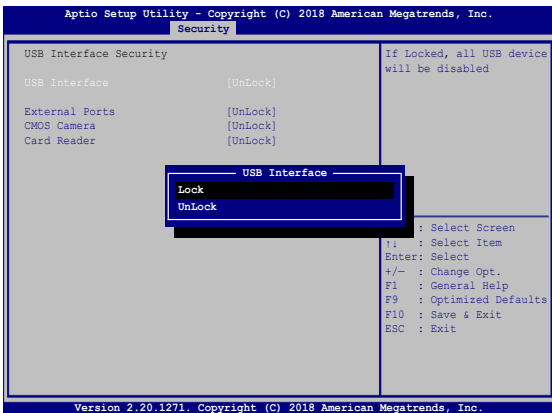 Aptio Setup Utility - Copyright (C) 2018 American Megatrends, Inc.
Security
USB Interface Security
USB Interface [UnLock]
External Ports [UnLock]
CMOS Camera [UnLock]
Card Reader [UnLock]
If Locked, all USB device
will be disabled
USB Interface
Lock
UnLock
: Select Screen
↑↓ : Select Item
Enter: Select
+/— : Change Opt.
F1 : General Help
F9 : Optimized Defaults
F10 : Save & Exit
ESC : Exit
Version 2.20.1271. Copyright (C) 2018 American Megatrends, Inc.